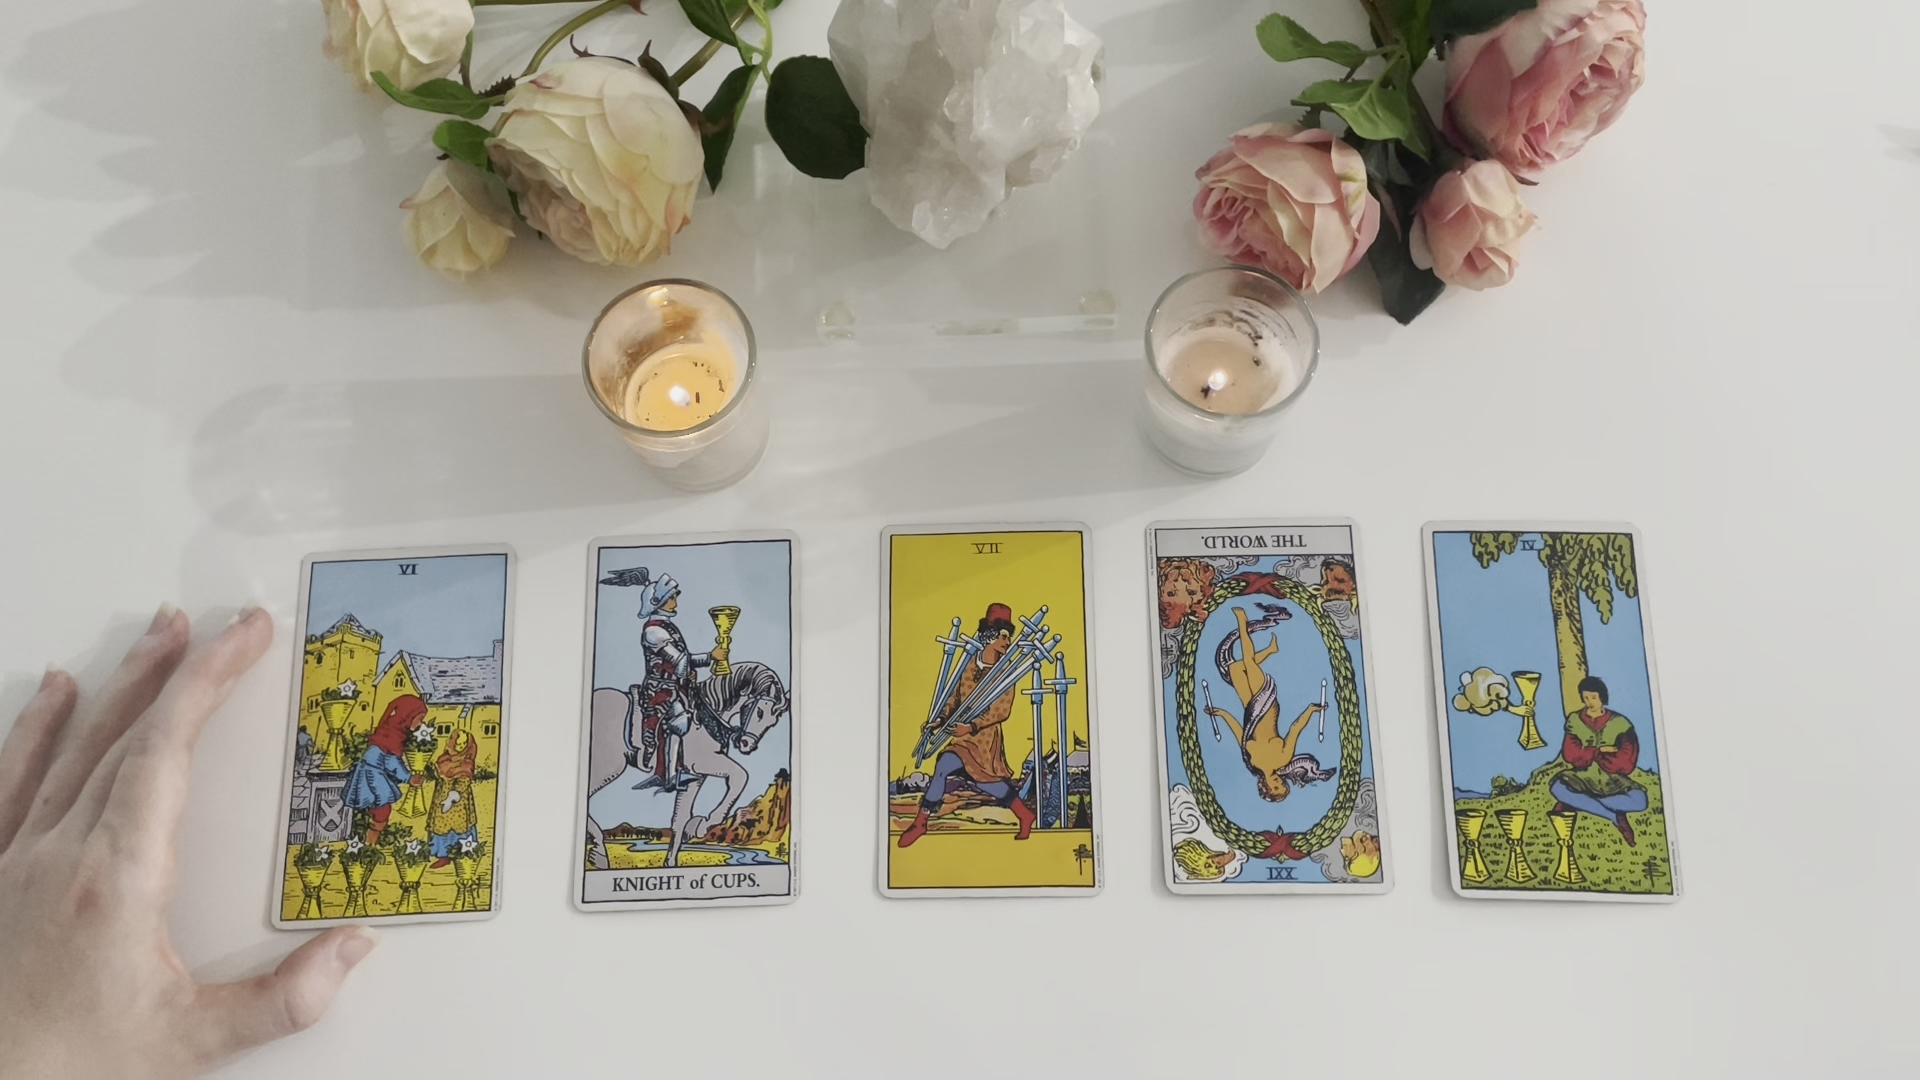 VI
KNIGHT of CUPS.
VII
THE WORLD.
XXI
IV